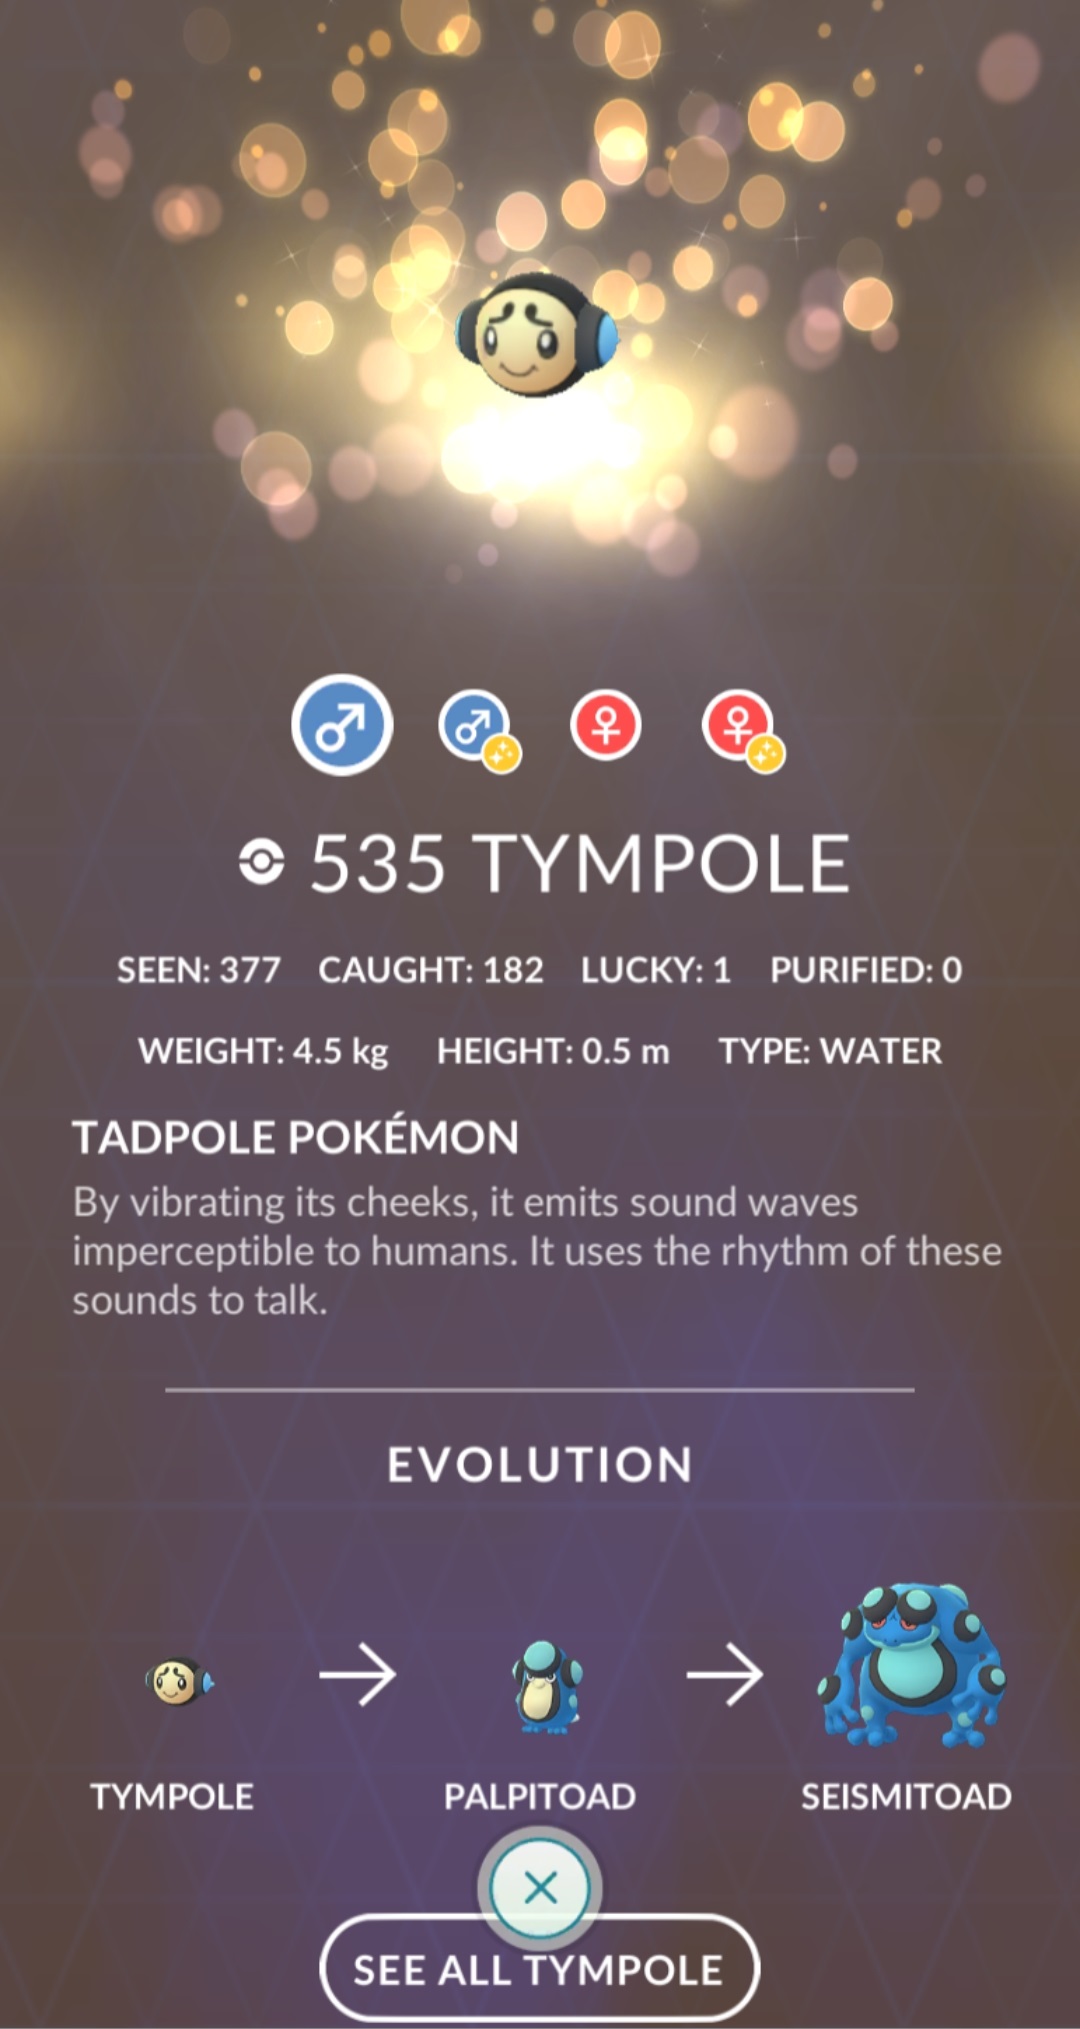 535 TYMPOLE
SEEN: 377 CAUGHT: 182 LUCKY: 1 PURIFIED: 0
WEIGHT: 4.5 kg HEIGHT: 0.5 m TYPE: WATER
TADPOLE POKÉMON
By vibrating its cheeks, it emits sound waves
imperceptible to humans. It uses the rhythm of these
sounds to talk.
EVOLUTION
TYMPOLE PALPITOAD SEISMITOAD
SEE ALL TYMPOLE